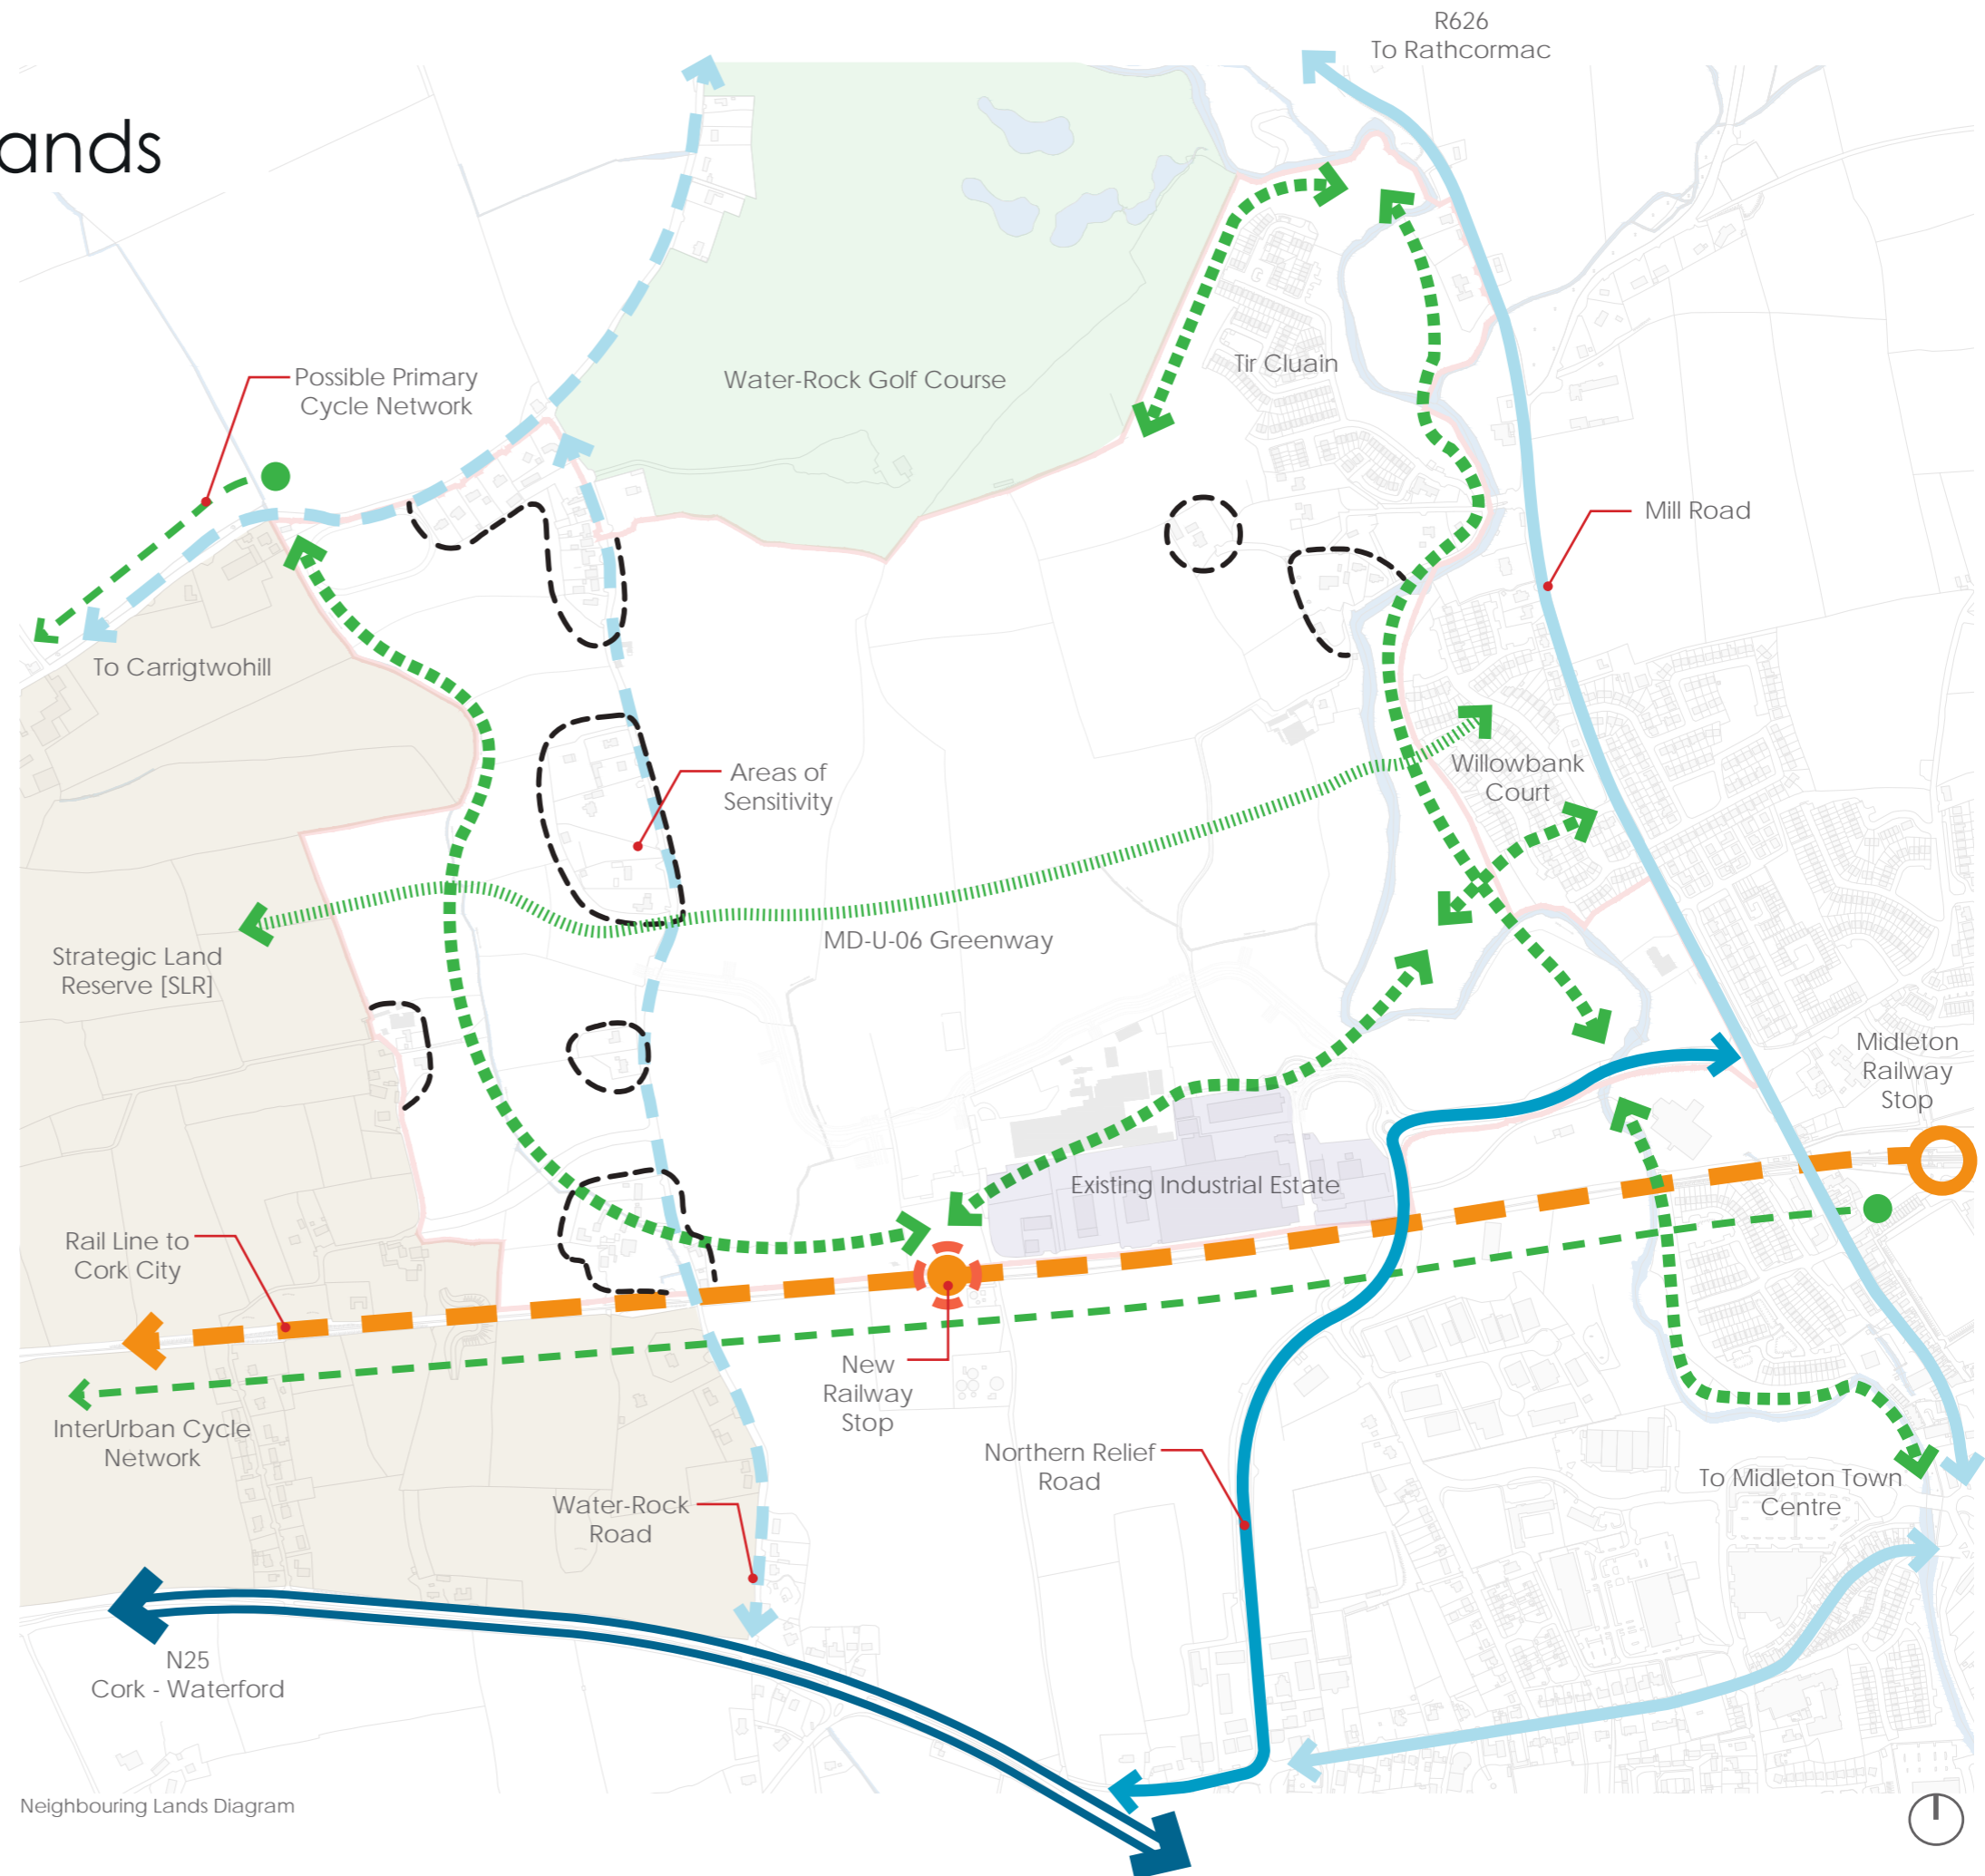 R626
To Rathcormac
ands
Possible Primary
Cycle Network
Water-Rock Golf Course
Tir Cluain
Mill Road
To Carrigtwohill
Areas of
Sensitivity
Willowbank
Court
MD-U-06 Greenway
Strategic Land
Reserve [SLR]
Midleton
Railway
Stop
Existing Industrial Estate
Rail Line to
Cork City
New
Railway
Stop
InterUrban Cycle
Network
Northern Relief
Road
To Midleton Town
Centre
Water-Rock
Road
N25
Cork - Waterford
Neighbouring Lands Diagram